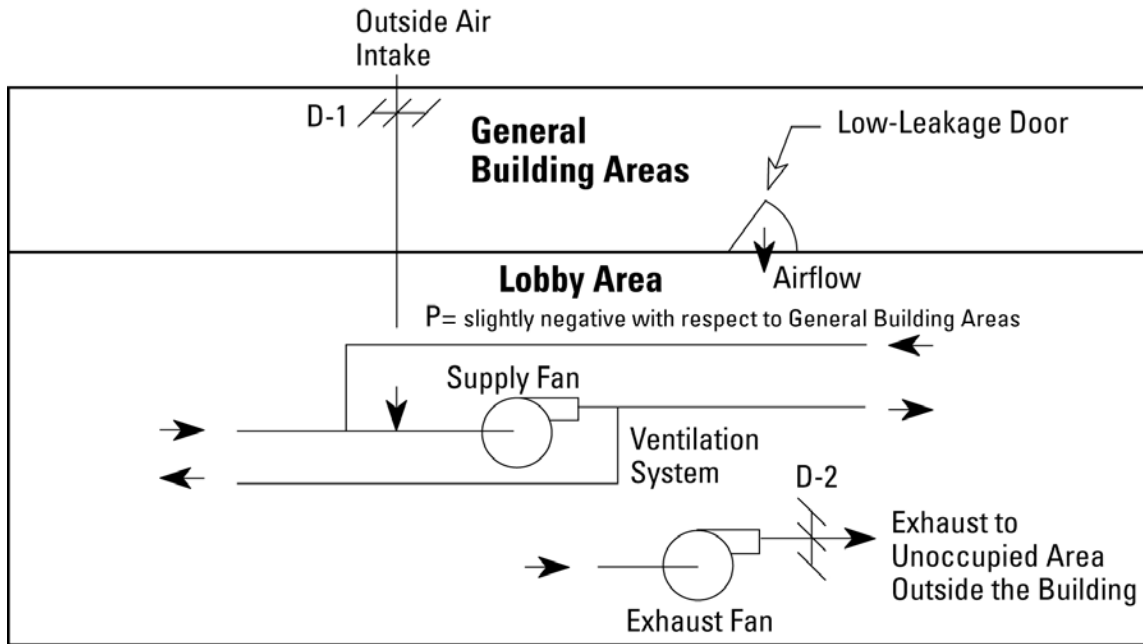 Outside Air
Intake
D-1
General
Building Areas
Low-Leakage Door
Lobby Area
Airflow
P= slightly negative with respect to General Building Areas
Supply Fan
Ventilation
System
D-2
Exhaust to
Unoccupied Area
Outside the Building
Exhaust Fan